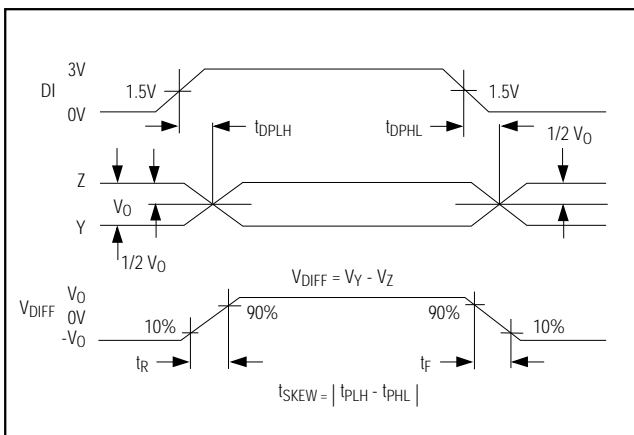 3V
DI
1.5V
1.5V
0V
tDPLH
tDPHL
1/2 VO
Z
VO
Y
1/2 VO
VDIFF = VY - VZ
VO
VDIFF
0V
-VO
10%
90%
90%
10%
tR
tF
tSKEW = | tPLH - tPHL |